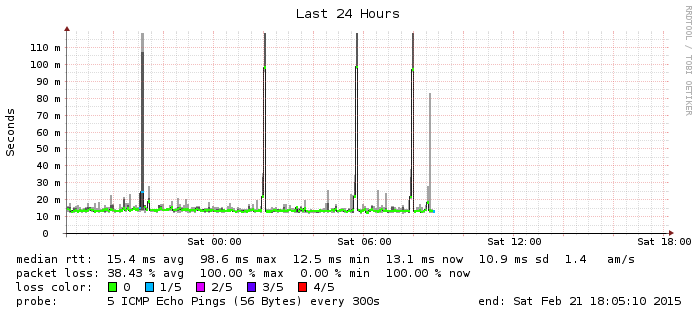 Last 24 Hours
RRDTOOL / TOBI OETIKER
Seconds
110 m
100 m
90 m
80 m
70 m
60 m
50 m
40 m
30 m
20 m
10 m
0
Sat 00:00 Sat 06:00 Sat 12:00 Sat 18:00
median rtt: 15.4 ms avg 98.6 ms max 12.5 ms min 13.1 ms now 10.9 ms sd 1.4 am/s
packet loss: 38.43 % avg 100.00 % max 0.00 % min 100.00 % now
loss color: 0 1/5 2/5 3/5 4/5
probe: 5 ICMP Echo Pings (56 Bytes) every 300s end: Sat Feb 21 18:05:10 2015